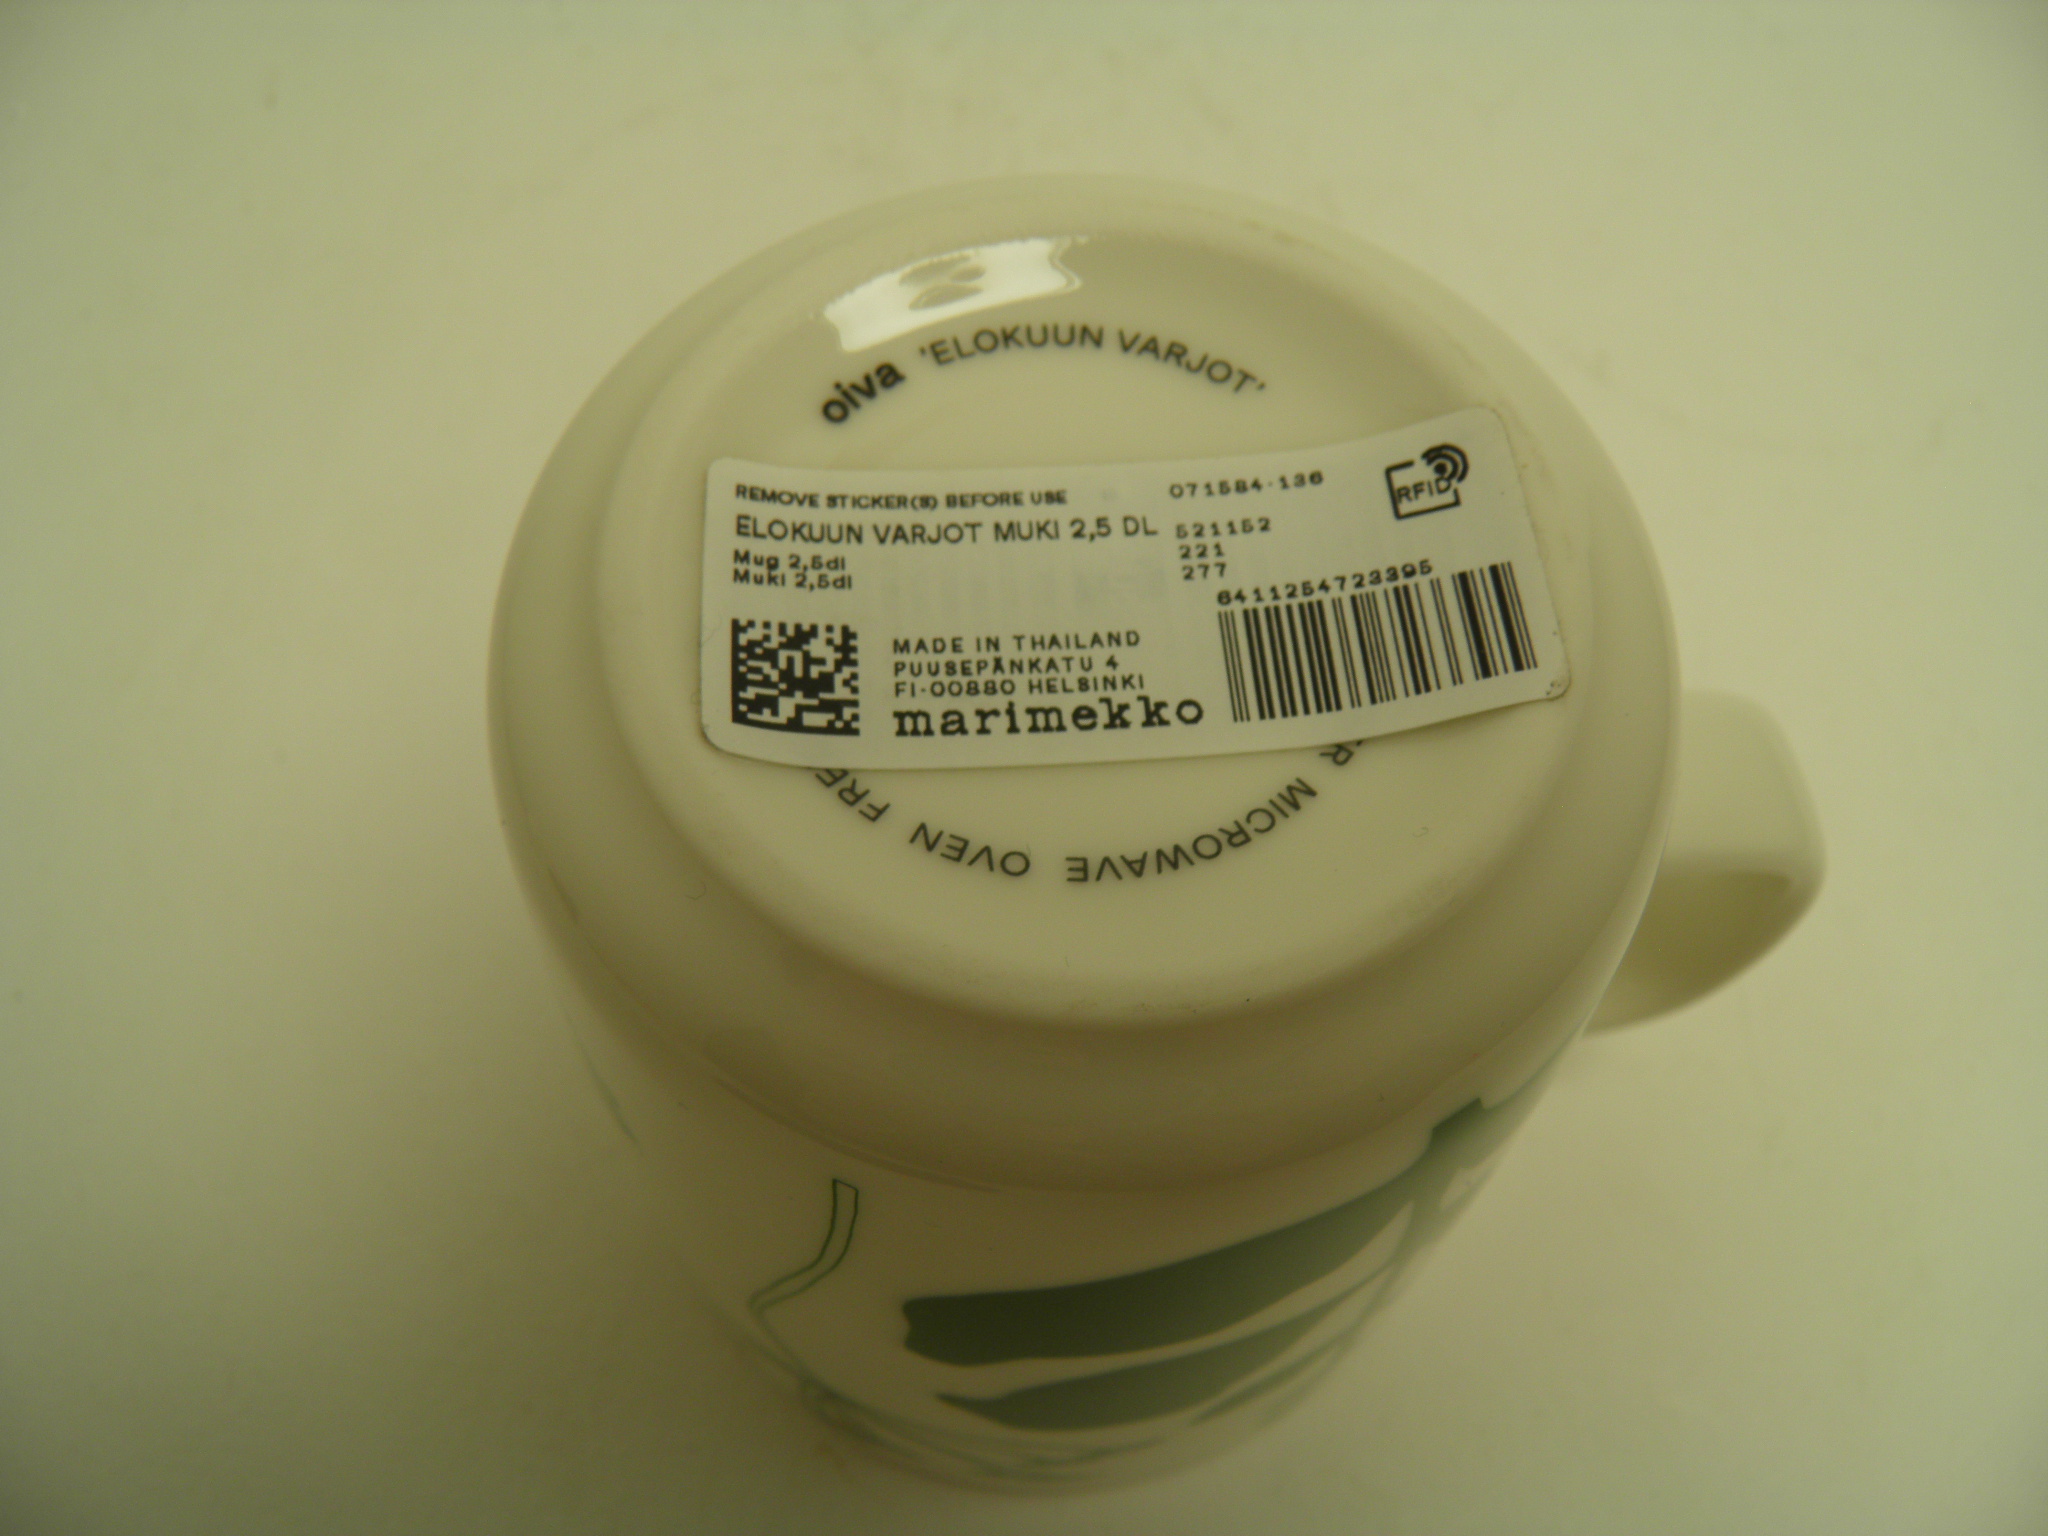 oiva 'ELOKUUN VARJOT'
REMOVE STICKER(S) BEFORE USE
071584-136
RFID
ELOKUUN VARJOT MUKI 2,5 DL
521152
Mug 2,5dl
221
Muki 2,5dl
277
6411254723395
MADE IN THAILAND
PUUSEPÄNKATU 4
FI-00880 HELSINKI
marimekko
MICROWAVE OVEN